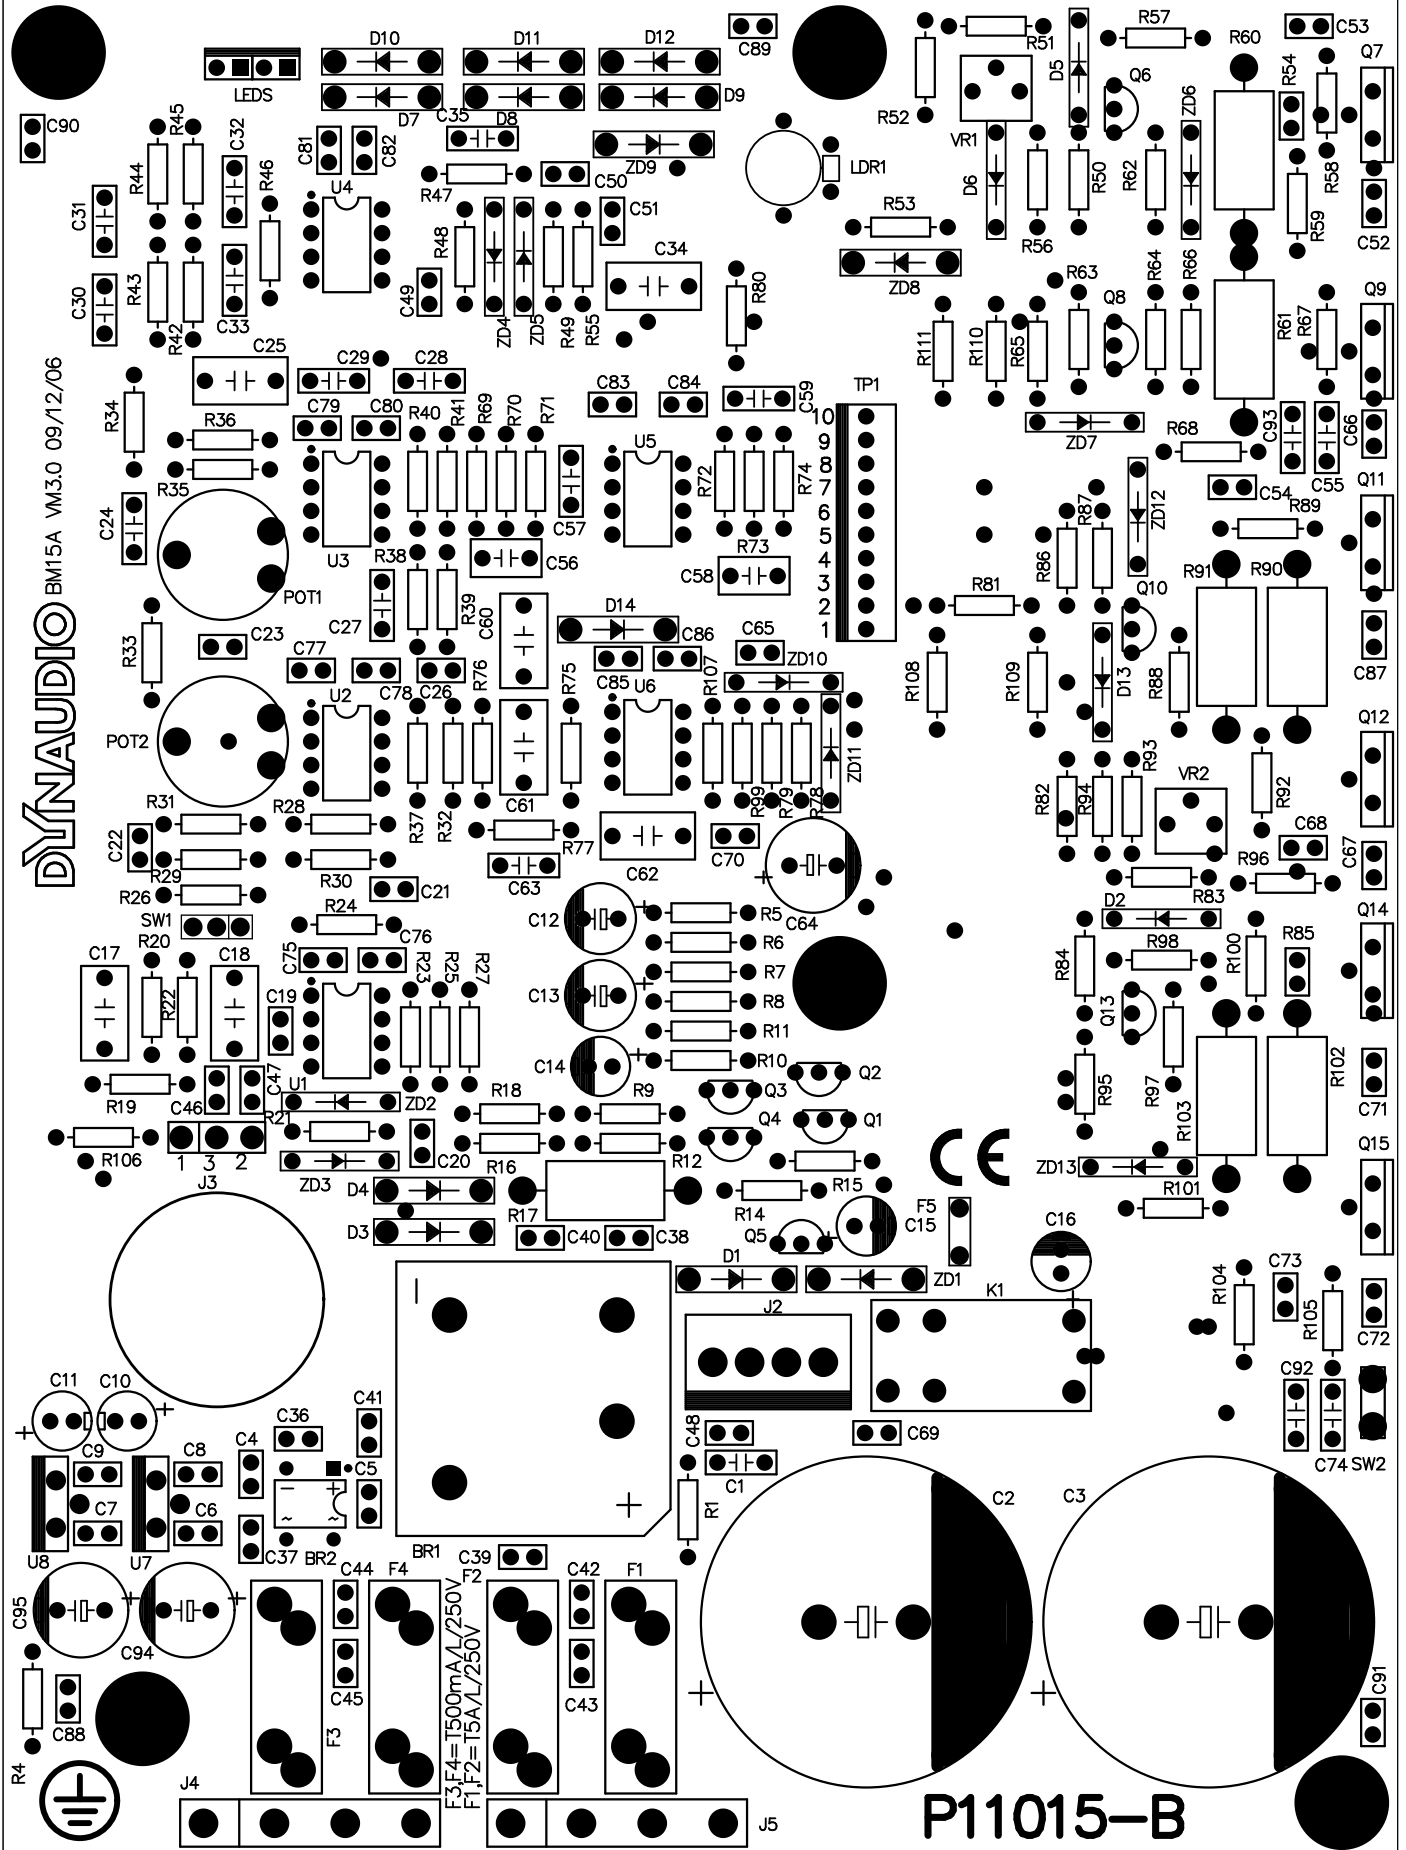 C89
R51
D5
R57
R60
C53
Q7
D10
D11
D12
LEDS
D7
C35
D8
D9
R52
VR1
Q6
ZD6
R54
R58
C90
R45
R44
C32
R46
C81
C82
U4
R47
ZD9
C50
LDR1
D6
R50
R62
R59
C52
C31
R48
C51
R53
R56
C34
R80
ZD8
R63
R64
R66
Q9
C30
R43
R42
C33
C49
ZD4
ZD5
R49
R55
R111
R110
R65
Q8
R61
R67
C25
C29
C28
C59
TP1
R34
R36
C79
C80
R40
R41
R69
R70
R71
C83
C84
ZD7
R68
C93
C55
C66
R35
C24
U3
U5
C57
R72
R74
10
9
8
7
6
5
4
3
2
1
ZD12
C54
R89
Q11
POT1
R38
R39
C27
C56
C58
R73
R87
R86
R91
R90
Q10
R81
R33
C23
C77
C78
C26
R76
C60
D14
C85
C86
R107
C65
ZD10
R108
R109
D13
R88
C87
POT2
U2
R75
U6
ZD11
Q12
R37
R32
C61
R77
R99
R79
R78
R82
R94
R93
VR2
R92
C68
R31
R28
C22
R29
R26
R30
C21
C63
C62
C70
C64
R83
R96
C67
SW1
R24
C12
R5
D2
Q14
C17
R20
C18
C75
C76
R23
R25
R27
R6
R84
R98
R100
R85
R22
C19
C13
R7
R8
R11
R10
Q13
R97
R95
R103
R102
R19
C46
C47
U1
R21
ZD2
C14
R18
R9
Q3
Q2
Q4
Q1
C71
R106
1
3
2
ZD3
C20
R16
R12
R15
CE
ZD13
Q15
J3
D4
D3
R17
C40
C38
R14
Q5
C15
F5
C16
R101
D1
ZD1
K1
J2
R104
C73
R105
C72
C11
C10
C36
C41
C4
C5
C9
C8
C7
C6
C48
C1
C69
C92
C74
SW2
R1
C2
C3
U8
U7
C37
BR2
BR1
C39
C44
F4
F2
C42
F1
C95
C94
C45
F3
C43
F3,F4=T500mA/L/250V
F1,F2=T5A/L/250V
R4
C88
C91
J4
J5
P11015-B
DYNAUDIO BM15A VM3.0 09/12/06